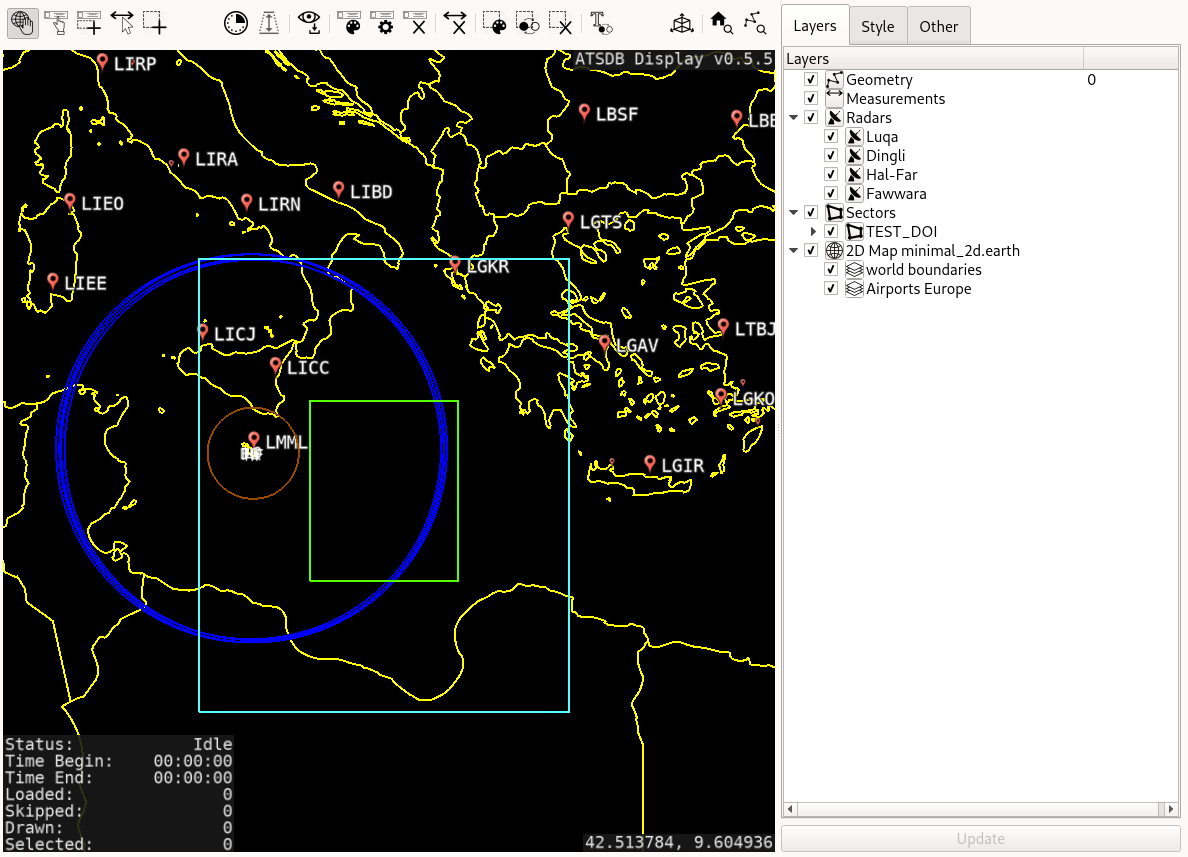 Layers
Style
Other
ATSDB Display v0.5.5
Layers
LIRP
Geometry
0
Measurements
LBSF
Radars
Luqa
LIRA
Dingli
Hal-Far
LIBD
Fawwara
LIEO
LIRN
Sectors
LGTS
TEST_DOI
2D Map minimal_2d.earth
LGKR
world boundaries
LIEE
Airports Europe
LICJ
LTBJ
LGAV
LICC
LGKO
LMML
LGIR
Status: Idle
Time Begin: 00:00:00
Time End: 00:00:00
Loaded: 0
Skipped: 0
Drawn: 0
Selected: 0
42.513784, 9.604936
Update